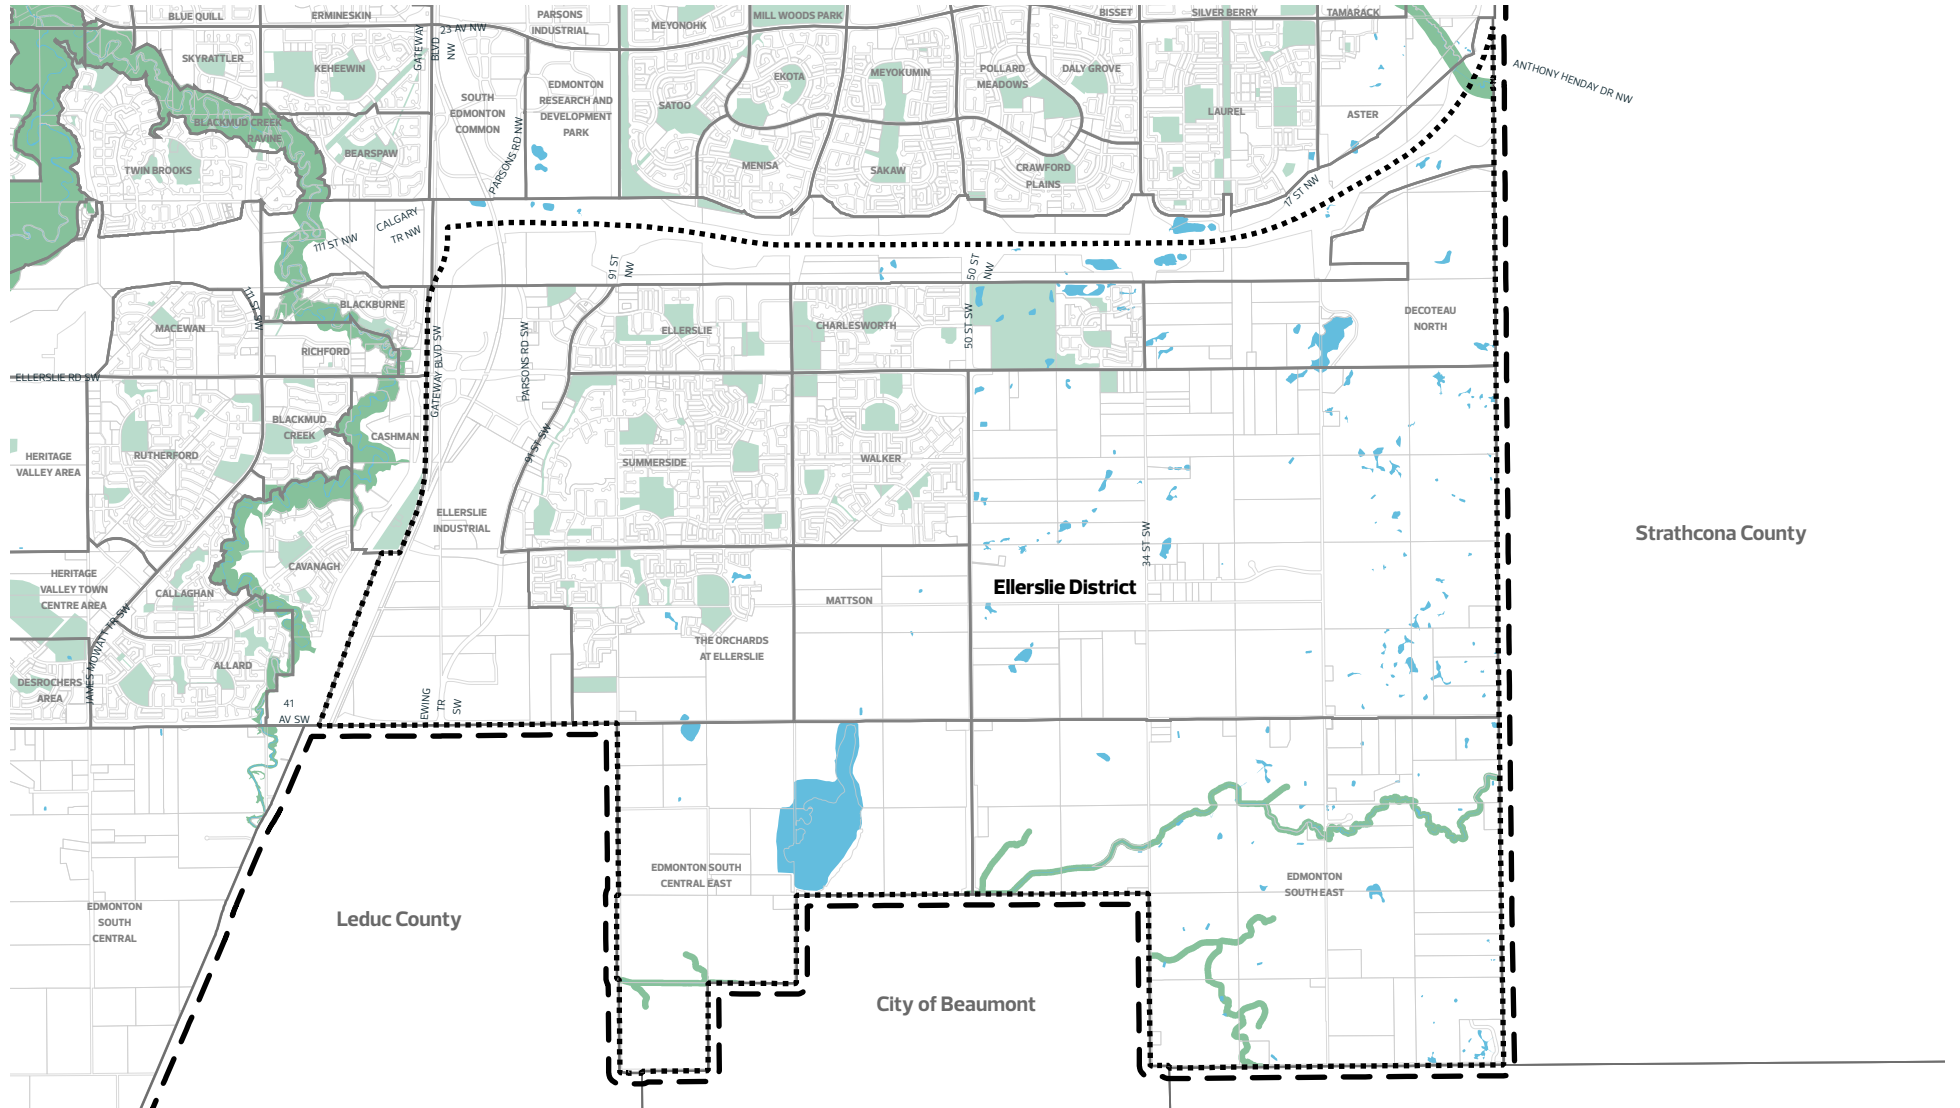 BLUE QUILL
ERMINESKIN
GATEWAY
BLVD
NW
23 AV NW
PARSONS
INDUSTRIAL
MEYONOHK
MILL WOODS PARK
BISSET
SILVER BERRY
TAMARACK
ANTHONY HENDAY DR NW
SKYRATTLER
KEHEEWIN
SOUTH
EDMONTON
COMMON
EDMONTON
RESEARCH AND
DEVELOPMENT
PARK
SATOO
EKOTA
MEYOKUMIN
POLLARD
MEADOWS
DALY GROVE
LAUREL
ASTER
BLACKMUD CREEK
RAVINE
BEARSPAW
PARSONS RD NW
TWIN BROOKS
MENISA
SAKAW
CRAWFORD
PLAINS
17 ST NW
CALGARY
TR NW
111 ST NW
91 ST
NW
50 ST
NW
111 ST SW
BLACKBURNE
MACEWAN
RICHFORD
GATEWAY BLVD SW
PARSONS RD SW
ELLERSLIE
CHARLESWORTH
50 ST SW
DECOTEAU
NORTH
ELLERSLIE RD SW
BLACKMUD
CREEK
CASHMAN
RUTHERFORD
HERITAGE
VALLEY AREA
91 ST SW
SUMMERSIDE
WALKER
ELLERSLIE
INDUSTRIAL
Strathcona County
34 ST SW
CAVANAGH
HERITAGE
VALLEY TOWN
CENTRE AREA
CALLAGHAN
Ellerslie District
MATTSON
THE ORCHARDS
AT ELLERSLIE
JAMES MOWATT TR SW
ALLARD
DESROCHERS
AREA
41
AV SW
EWING
TR
SW
EDMONTON SOUTH
CENTRAL EAST
EDMONTON
SOUTH EAST
EDMONTON
SOUTH
CENTRAL
Leduc County
City of Beaumont